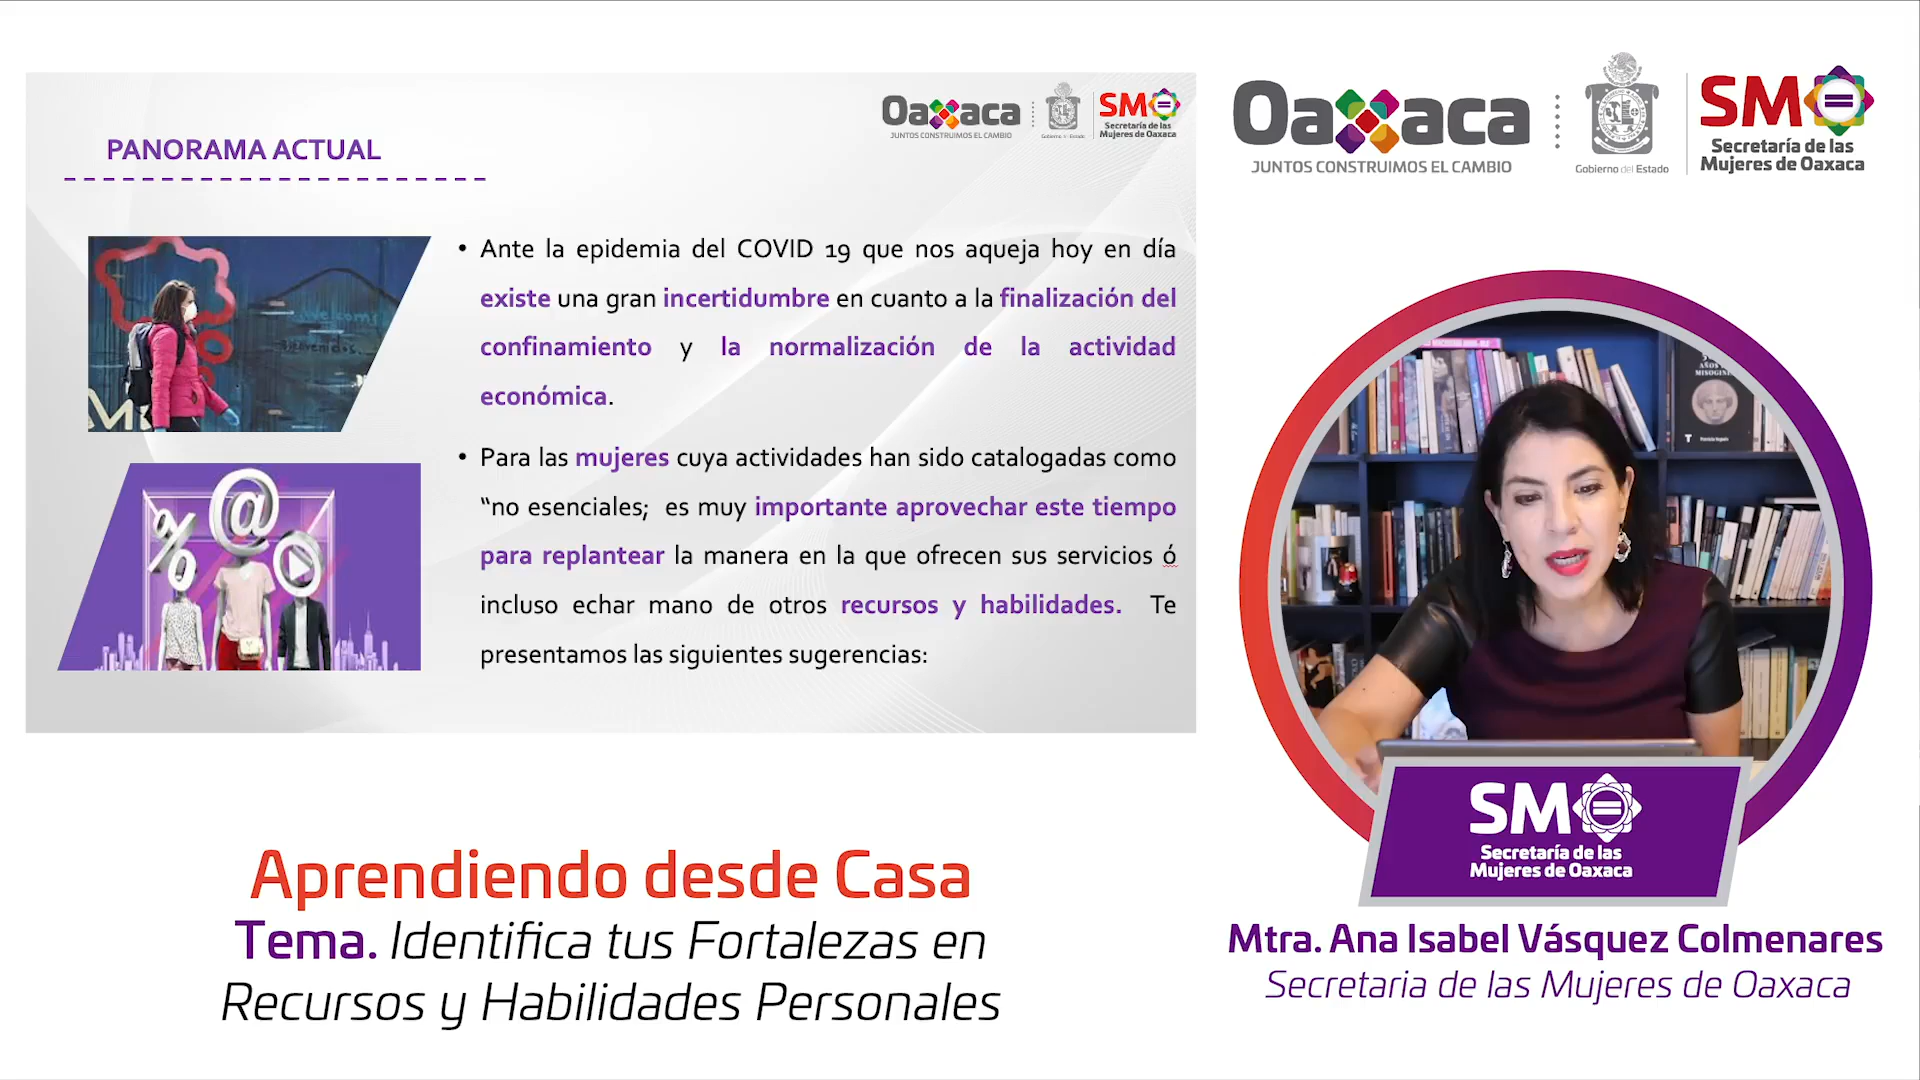 Oaxaca
JUNTOS CONSTRUIMOS EL CAMBIO
Gobierno del Estado
SM
Secretaría de las
Mujeres de Oaxaca
PANORAMA ACTUAL
• Ante la epidemia del COVID 19 que nos aqueja hoy en día
existe una gran incertidumbre en cuanto a la finalización del
confinamiento y la normalización de la actividad
económica.
• Para las mujeres cuya actividades han sido catalogadas como
“no esenciales; es muy importante aprovechar este tiempo
para replantear la manera en la que ofrecen sus servicios ó
incluso echar mano de otros recursos y habilidades. Te
presentamos las siguientes sugerencias:
%
@
Oaxaca
JUNTOS CONSTRUIMOS EL CAMBIO
Gobierno del Estado
SM
Secretaría de las
Mujeres de Oaxaca
AÑOS DE
MISOGINIA
T
SM
Secretaría de las
Mujeres de Oaxaca
Aprendiendo desde Casa
Tema. Identifica tus Fortalezas en
Recursos y Habilidades Personales
Mtra. Ana Isabel Vásquez Colmenares
Secretaria de las Mujeres de Oaxaca